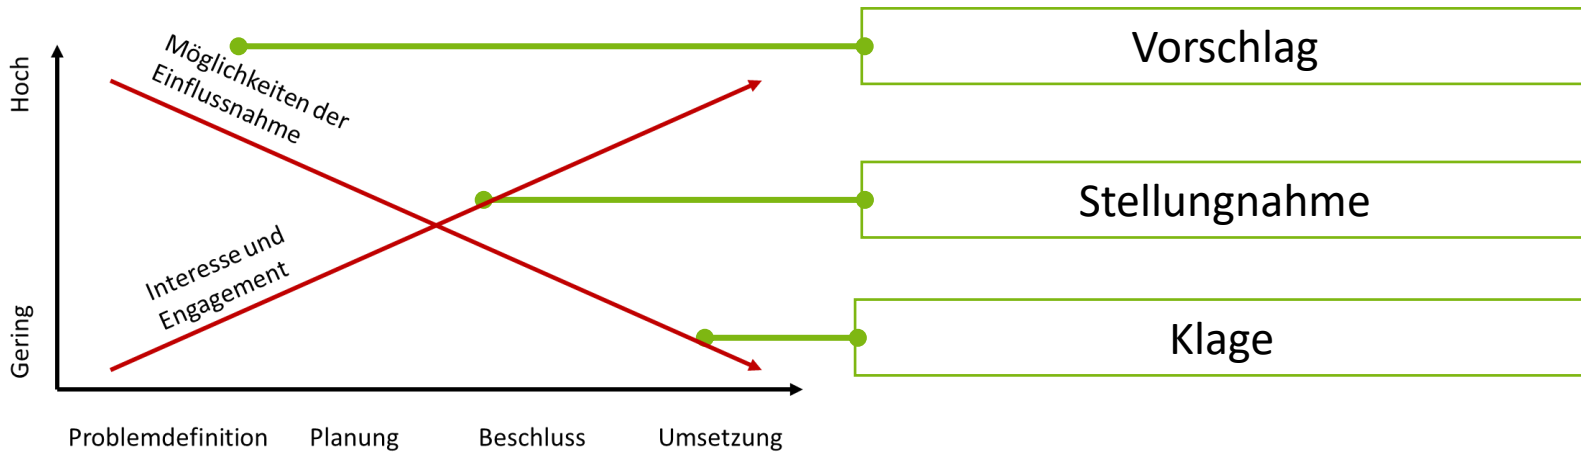 Hoch
Gering
Möglichkeiten der
Einflussnahme
Interesse und
Engagement
Problemdefinition
Planung
Beschluss
Umsetzung
Vorschlag
Stellungnahme
Klage